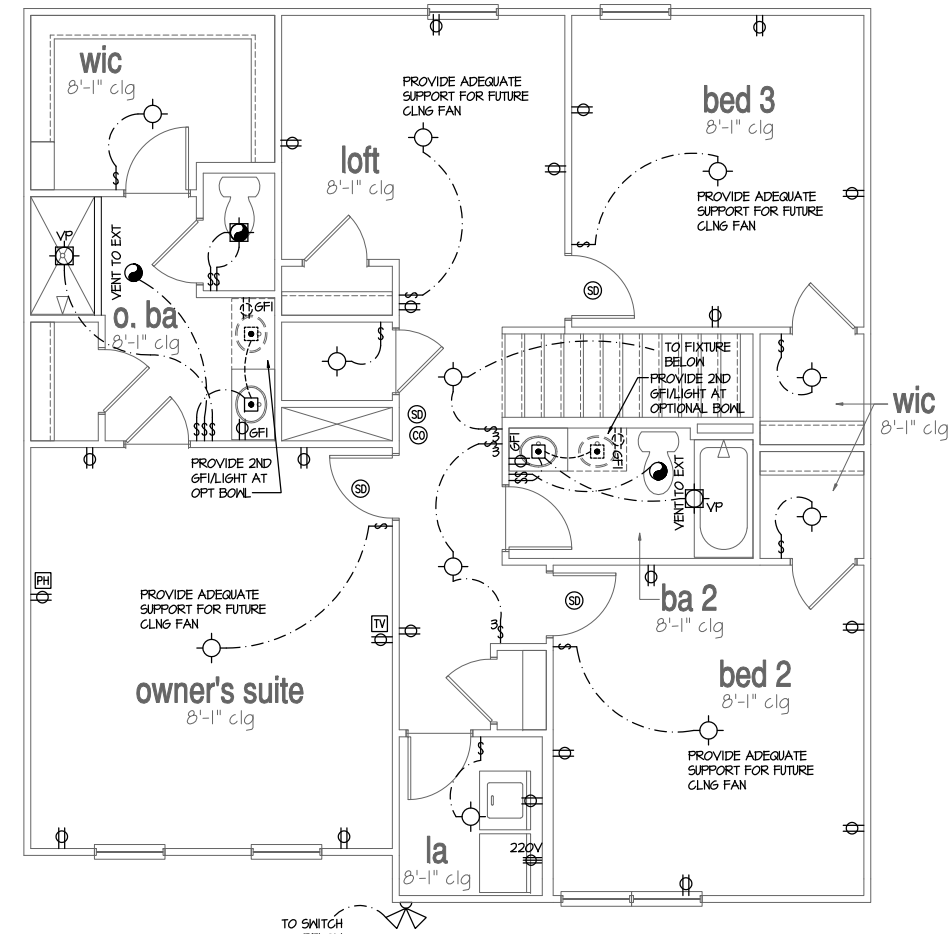 wic
8'-1" clg
PROVIDE ADEQUATE
SUPPORT FOR FUTURE
CLNG FAN
loft
8'-1" clg
bed 3
8'-1" clg
PROVIDE ADEQUATE
SUPPORT FOR FUTURE
CLNG FAN
$
$
VP
VENT TO EXT
$$
$
SD
o. ba
8'-1" clg
GFI
$
$
$
TO FIXTURE
BELOW
PROVIDE 2ND
GFI/LIGHT AT
OPTIONAL BOWL
wic
8'-1" clg
$$$
GFI
SD
CO
$
3
$
3
GFI
GFI
$
$
PROVIDE 2ND
GFI/LIGHT AT
OPT BOWL
SD
VENT TO EXT
VP
$
$
PH
PROVIDE ADEQUATE
SUPPORT FOR FUTURE
CLNG FAN
TV
3
$
SD
ba 2
8'-1" clg
$
owner's suite
8'-1" clg
bed 2
8'-1" clg
PROVIDE ADEQUATE
SUPPORT FOR FUTURE
CLNG FAN
$
la
8'-1" clg
220V
TO SWITCH